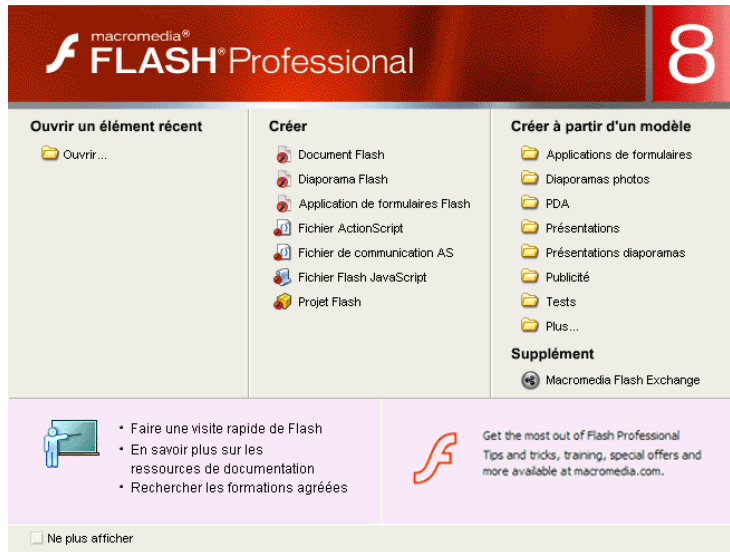 macromedia®
FLASH® Professional
8
Ouvrir un élément récent
Ouvrir...
Créer
Document Flash
Diaporama Flash
Application de formulaires Flash
Fichier ActionScript
Fichier de communication AS
Fichier Flash JavaScript
Projet Flash
Créer à partir d'un modèle
Applications de formulaires
Diaporamas photos
PDA
Présentations
Présentations diaporamas
Publicité
Tests
Plus...
Supplément
Macromedia Flash Exchange
• Faire une visite rapide de Flash
• En savoir plus sur les
ressources de documentation
• Rechercher les formations agréées
Get the most out of Flash Professional
Tips and tricks, training, special offers and
more available at macromedia.com.
Ne plus afficher